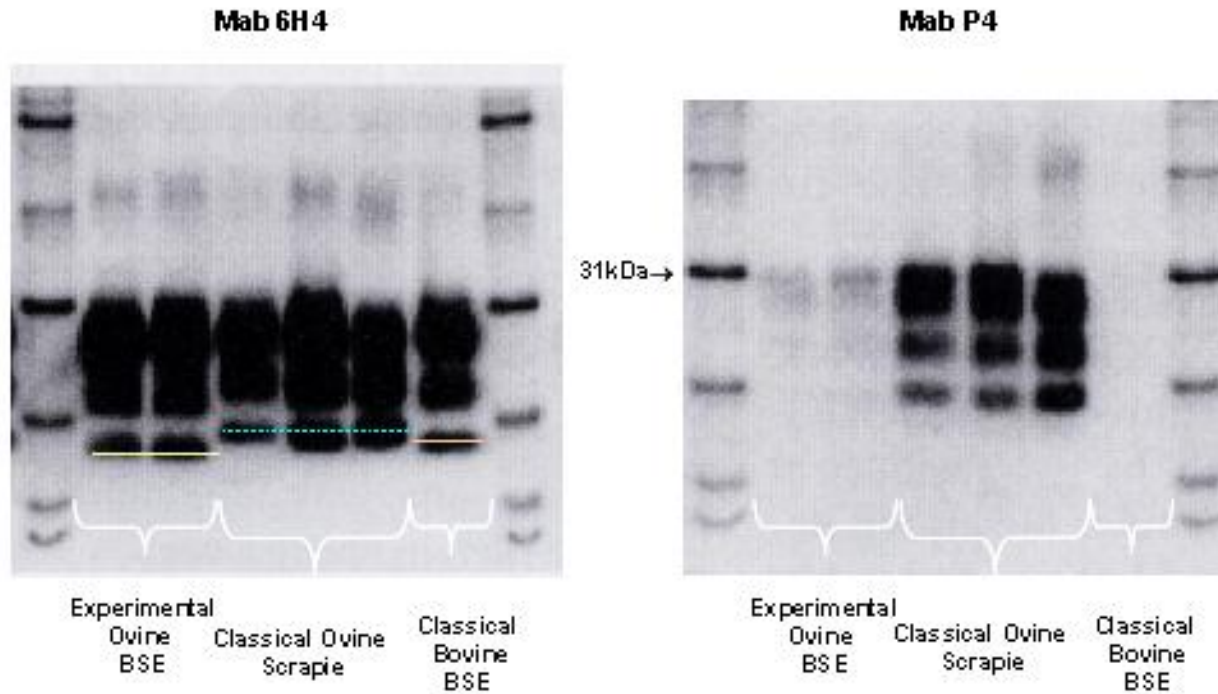 Mab 6H4
Mab P4
31kDa→
Experimental
Ovine
BSE
Classical Ovine
Scrapie
Classical
Bovine
BSE
Experimental
Ovine
BSE
Classical Ovine
Scrapie
Classical
Bovine
BSE